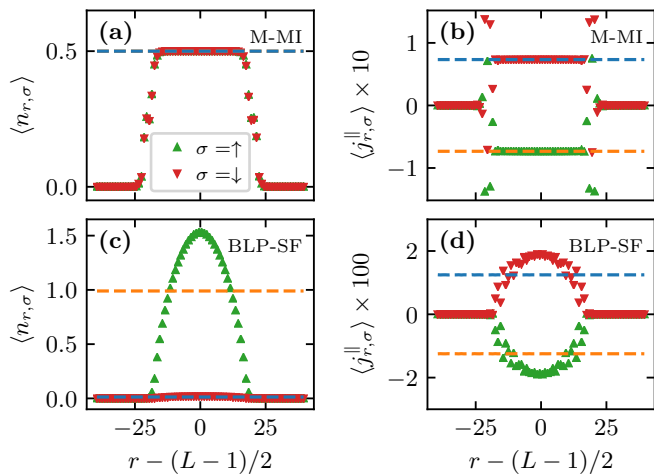 (a) M-MI
⟨n_{r,σ}⟩
0.5
0.0
σ =↑
σ =↓
(b) M-MI
⟨j^∥_{r,σ}⟩ × 10
1
0
−1
(c) BLP-SF
⟨n_{r,σ}⟩
1.5
1.0
0.5
0.0
−25 0 25
r − (L − 1)/2
(d) BLP-SF
⟨j^∥_{r,σ}⟩ × 100
2
0
−2
−25 0 25
r − (L − 1)/2